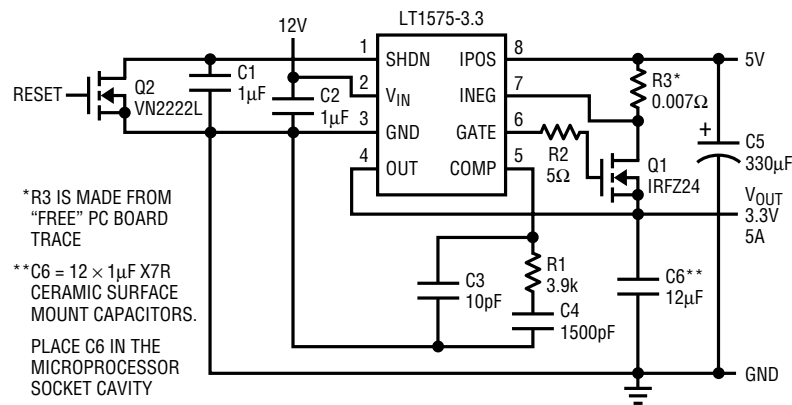 LT1575-3.3
12V
1
SHDN
IPOS
8
5V
RESET
Q2
VN2222L
C1
1µF
2
VIN
INEG
7
R3*
0.007Ω
C2
1µF
3
GND
GATE
6
R2
5Ω
Q1
IRFZ24
+
C5
330µF
4
OUT
COMP
5
VOUT
3.3V
5A
*R3 IS MADE FROM
“FREE” PC BOARD
TRACE
**C6 = 12 × 1µF X7R
CERAMIC SURFACE
MOUNT CAPACITORS.
PLACE C6 IN THE
MICROPROCESSOR
SOCKET CAVITY
C3
10pF
R1
3.9k
C4
1500pF
C6**
12µF
GND